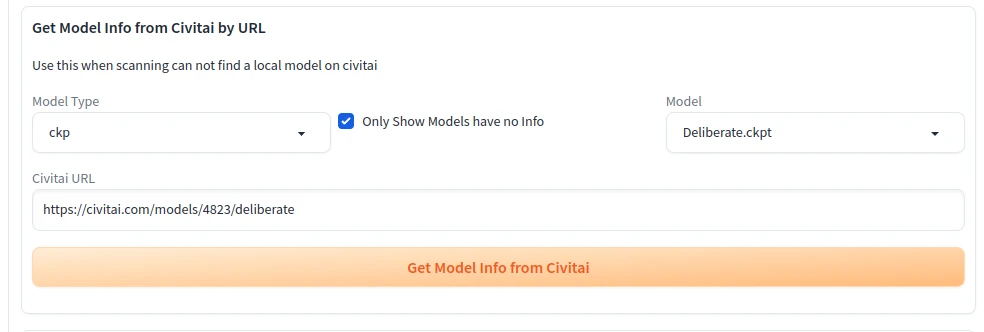 Get Model Info from Civitai by URL
Use this when scanning can not find a local model on civitai
Model Type
ckp
Only Show Models have no Info
Model
Deliberate.ckpt
Civitai URL
https://civitai.com/models/4823/deliberate
Get Model Info from Civitai